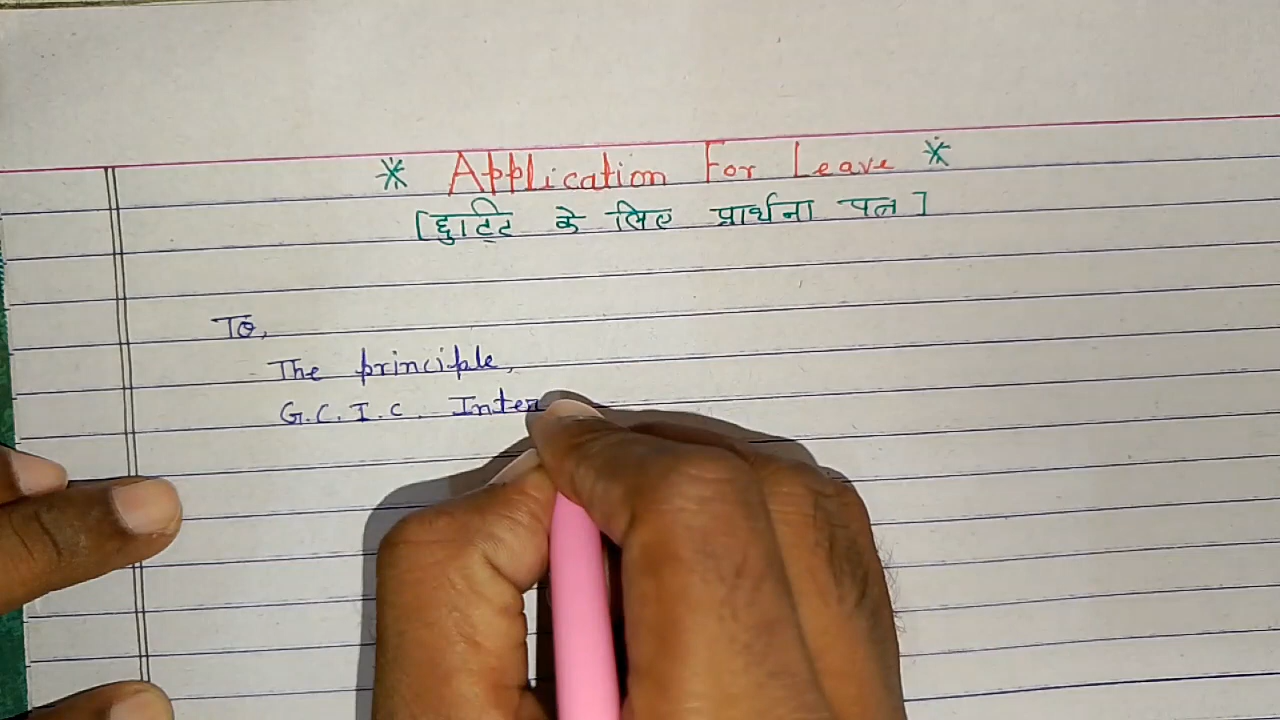 * Application For Leave *
[छुट्टि के लिए प्रार्थना पत्र]
To,
The principle,
G.C.I.C. Inter